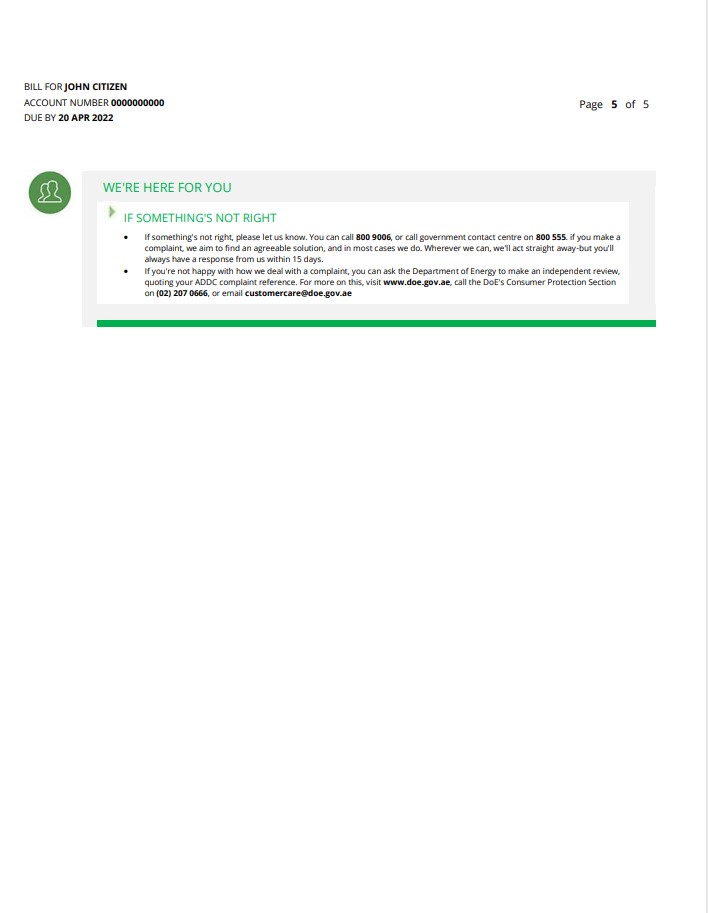 BILL FOR JOHN CITIZEN
ACCOUNT NUMBER 0000000000
Page 5 of 5
DUE BY 20 APR 2022
WE'RE HERE FOR YOU
IF SOMETHING'S NOT RIGHT
• If something's not right, please let us know. You can call 800 9006, or call government contact centre on 800 555. if you make a
complaint, we aim to find an agreeable solution, and in most cases we do. Wherever we can, we'll act straight away-but you'll
always have a response from us within 15 days.
• If you're not happy with how we deal with a complaint, you can ask the Department of Energy to make an independent review,
quoting your ADDC complaint reference. For more on this, visit www.doe.gov.ae, call the DoE's Consumer Protection Section
on (02) 207 0666, or email customercare@doe.gov.ae